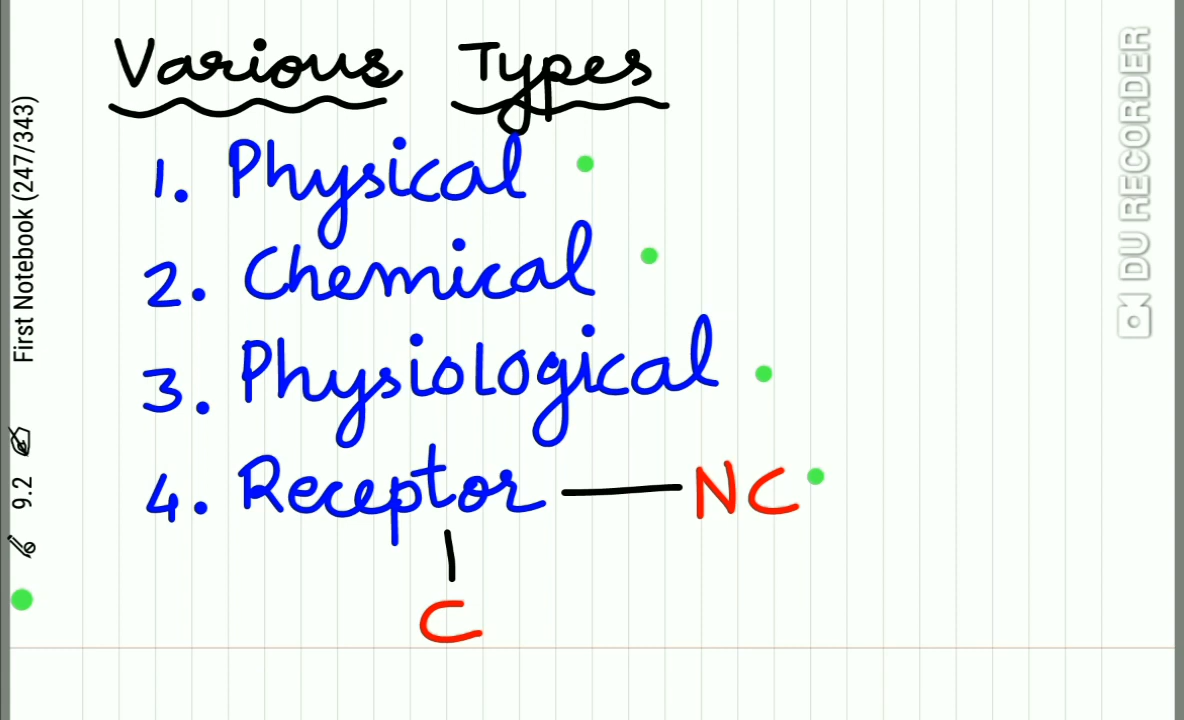 Various Types
1. Physical
2. Chemical
3. Physiological
4. Receptor — NC
C
First Notebook (247/343)
9.2
DU RECORDER